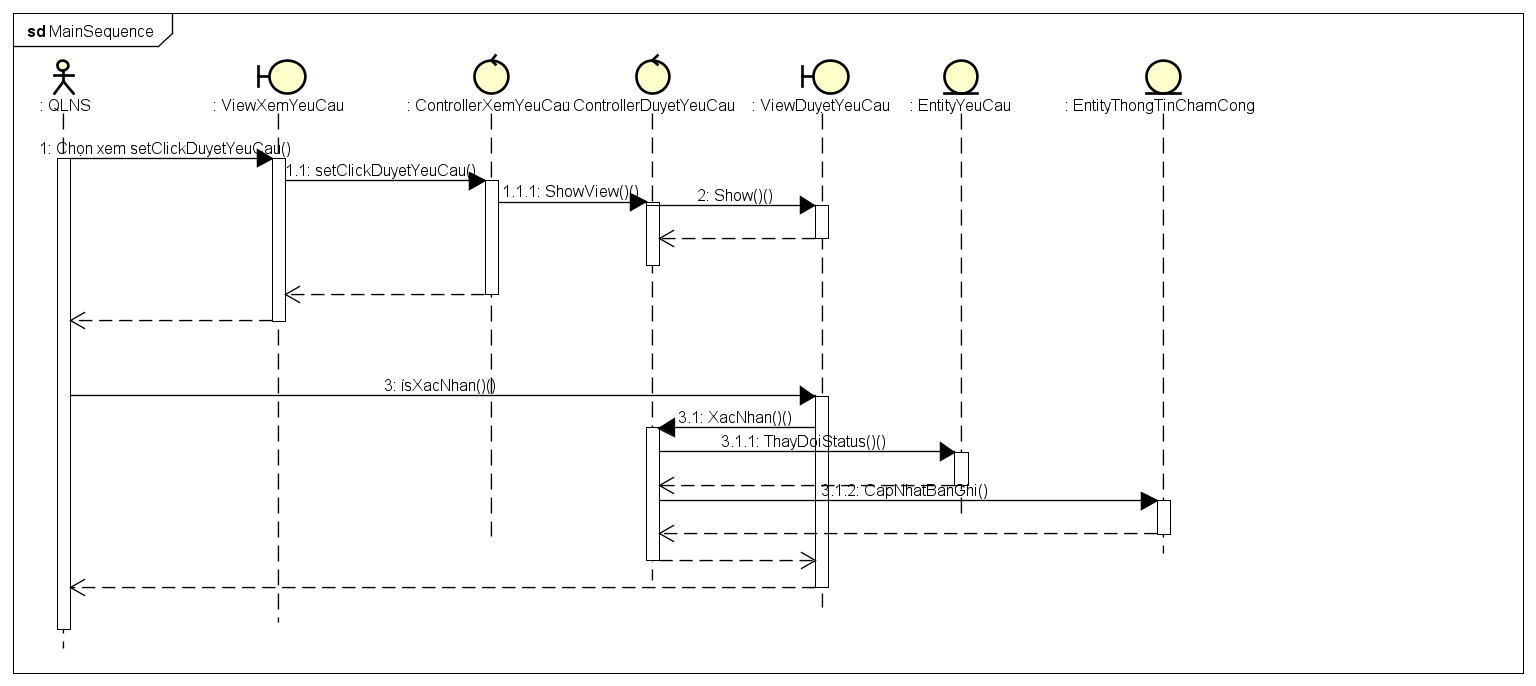 sd MainSequence
: QLNS
: ViewXemYeuCau
: ControllerXemYeuCau
ControllerDuyetYeuCau
: ViewDuyetYeuCau
: EntityYeuCau
: EntityThongTinChamCong
1: Chọn xem setClickDuyetYeuCau()
1.1: setClickDuyetYeuCau()
1.1.1: ShowView()()
2: Show()()
3: isXacNhan()()
3.1: XacNhan()()
3.1.1: ThayDoiStatus()()
3.1.2: CapNhatBanGhi()